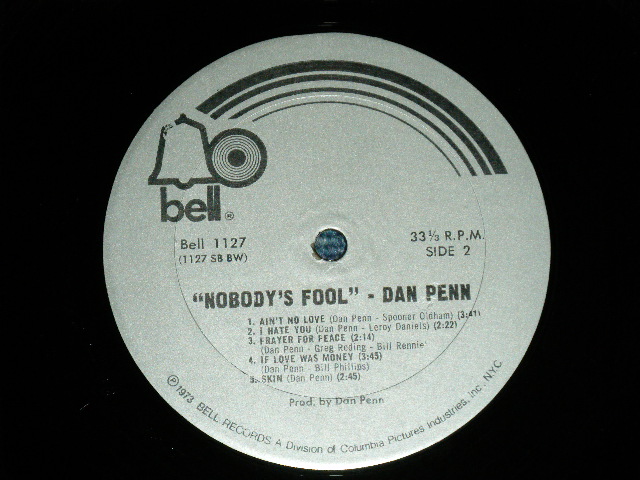 bell®
Bell 1127
(1127 SB BW)
33⅓ R.P.M.
SIDE 2
"NOBODY'S FOOL" - DAN PENN
1. AIN'T NO LOVE (Dan Penn - Spooner Oldham) (3:41)
2. I HATE YOU (Dan Penn - Leroy Daniels) (2:22)
3. PRAYER FOR PEACE (2:14)
(Dan Penn - Greg Reding - Bill Rennie)
4. IF LOVE WAS MONEY (3:45)
(Dan Penn - Bill Phillips)
5. SKIN (Dan Penn) (2:45)
Prod. by Dan Penn
℗1973 BELL RECORDS A Division of Columbia Pictures Industries, Inc., NYC